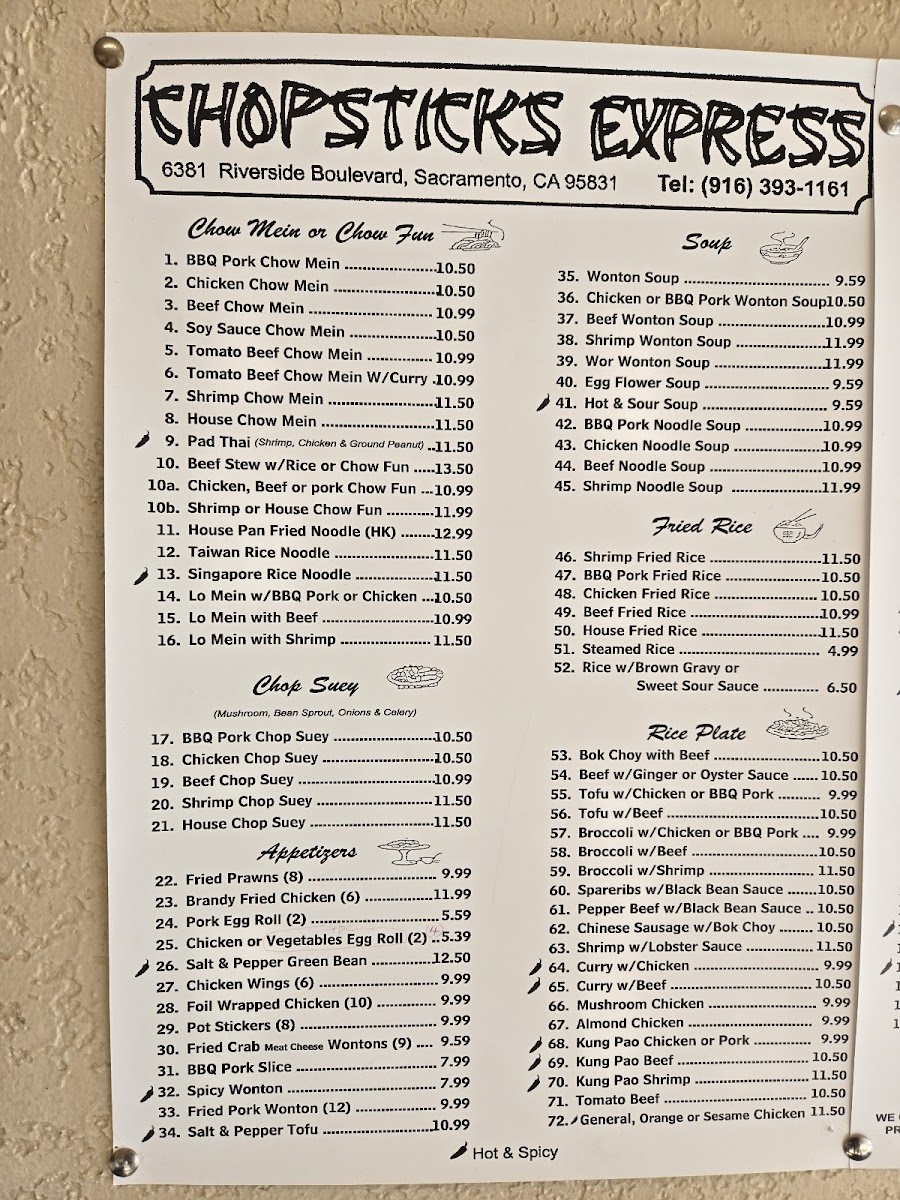 CHOPSTICKS EXPRESS
6381 Riverside Boulevard, Sacramento, CA 95831 Tel: (916) 393-1161
Chow Mein or Chow Fun
1. BBQ Pork Chow Mein ........................10.50
2. Chicken Chow Mein ...........................10.50
3. Beef Chow Mein ................................ 10.99
4. Soy Sauce Chow Mein ......................10.50
5. Tomato Beef Chow Mein ................ 10.99
6. Tomato Beef Chow Mein W/Curry .10.99
7. Shrimp Chow Mein ...........................11.50
8. House Chow Mein .............................11.50
9. Pad Thai (Shrimp, Chicken & Ground Peanut) ..11.50
10. Beef Stew w/Rice or Chow Fun .....13.50
10a. Chicken, Beef or pork Chow Fun ...10.99
10b. Shrimp or House Chow Fun ............11.99
11. House Pan Fried Noodle (HK) ........12.99
12. Taiwan Rice Noodle .........................11.50
13. Singapore Rice Noodle .....................11.50
14. Lo Mein w/BBQ Pork or Chicken ...10.50
15. Lo Mein with Beef ............................10.99
16. Lo Mein with Shrimp ........................ 11.50
Chop Suey
(Mushroom, Bean Sprout, Onions & Celery)
17. BBQ Pork Chop Suey ........................10.50
18. Chicken Chop Suey ...........................10.50
19. Beef Chop Suey .................................10.99
20. Shrimp Chop Suey .............................11.50
21. House Chop Suey ..............................11.50
Appetizers
22. Fried Prawns (8) ................................ 9.99
23. Brandy Fried Chicken (6) .................11.99
24. Pork Egg Roll (2) ............................... 5.59
25. Chicken or Vegetables Egg Roll (2) ..5.39
(4)
26. Salt & Pepper Green Bean ...............12.50
27. Chicken Wings (6) ............................. 9.99
28. Foil Wrapped Chicken (10) .............. 9.99
29. Pot Stickers (8) .................................. 9.99
30. Fried Crab Meat Cheese Wontons (9) .... 9.59
31. BBQ Pork Slice ................................... 7.99
32. Spicy Wonton ..................................... 7.99
33. Fried Pork Wonton (12) ................... 9.99
34. Salt & Pepper Tofu ...........................10.99
Soup
35. Wonton Soup .................................... 9.59
36. Chicken or BBQ Pork Wonton Soup10.50
37. Beef Wonton Soup ..........................10.99
38. Shrimp Wonton Soup ......................11.99
39. Wor Wonton Soup ...........................11.99
40. Egg Flower Soup .............................. 9.59
41. Hot & Sour Soup .............................. 9.59
42. BBQ Pork Noodle Soup ...................10.99
43. Chicken Noodle Soup ......................10.99
44. Beef Noodle Soup ...........................10.99
45. Shrimp Noodle Soup ......................11.99
Fried Rice
46. Shrimp Fried Rice ...........................11.50
47. BBQ Pork Fried Rice ........................ 10.50
48. Chicken Fried Rice .......................... 10.50
49. Beef Fried Rice ................................10.99
50. House Fried Rice .............................11.50
51. Steamed Rice ................................... 4.99
52. Rice w/Brown Gravy or
Sweet Sour Sauce ............. 6.50
Rice Plate
53. Bok Choy with Beef .........................10.50
54. Beef w/Ginger or Oyster Sauce ...... 10.50
55. Tofu w/Chicken or BBQ Pork .......... 9.99
56. Tofu w/Beef ....................................10.50
57. Broccoli w/Chicken or BBQ Pork .... 9.99
58. Broccoli w/Beef ...............................10.50
59. Broccoli w/Shrimp .......................... 11.50
60. Spareribs w/Black Bean Sauce .......10.50
61. Pepper Beef w/Black Bean Sauce .. 10.50
62. Chinese Sausage w/Bok Choy ........ 10.50
63. Shrimp w/Lobster Sauce ................ 11.50
64. Curry w/Chicken .............................. 9.99
65. Curry w/Beef .................................. 10.50
66. Mushroom Chicken ......................... 9.99
67. Almond Chicken .............................. 9.99
68. Kung Pao Chicken or Pork ............. 9.99
69. Kung Pao Beef ................................ 10.50
70. Kung Pao Shrimp ........................... 11.50
71. Tomato Beef ................................... 10.50
72. General, Orange or Sesame Chicken 11.50
Hot & Spicy
WE
PR